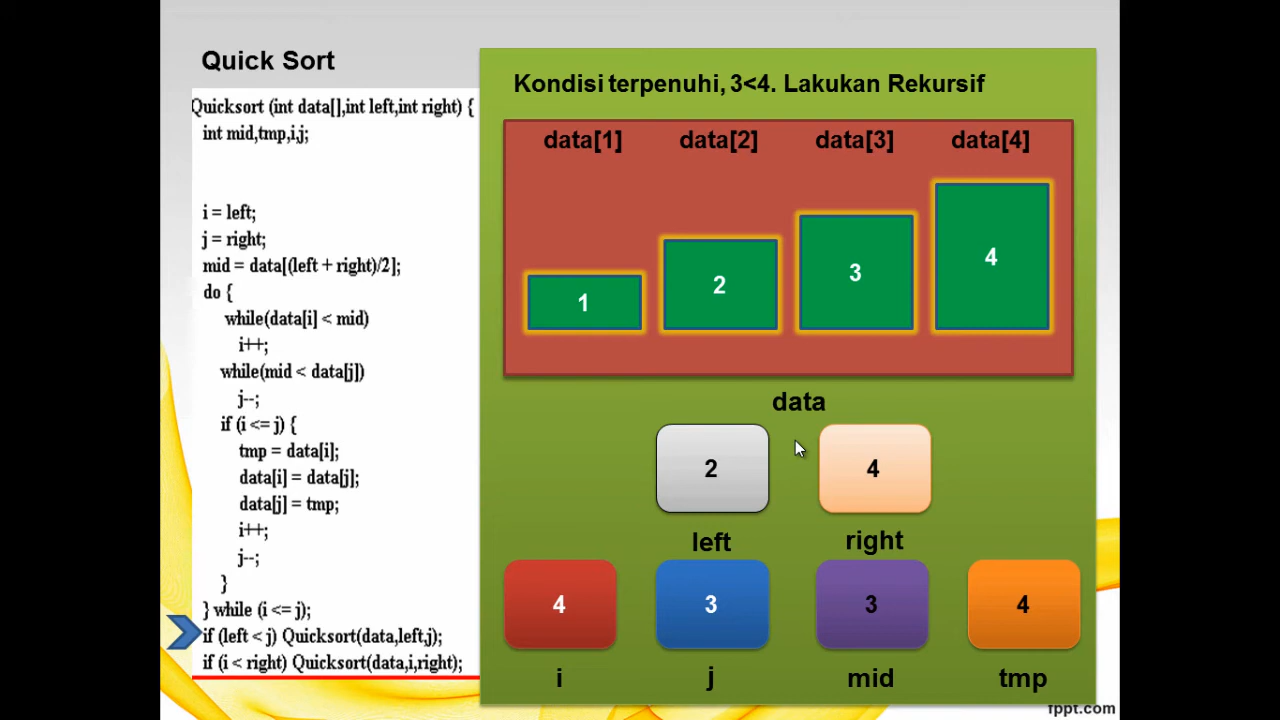 Quick Sort
Quicksort (int data[],int left,int right) {
int mid,tmp,i,j;
i = left;
j = right;
mid = data[(left + right)/2];
do {
while(data[i] < mid)
i++;
while(mid < data[j])
j--;
if (i <= j) {
tmp = data[i];
data[i] = data[j];
data[j] = tmp;
i++;
j--;
}
} while (i <= j);
if (left < j) Quicksort(data,left,j);
if (i < right) Quicksort(data,i,right);
Kondisi terpenuhi, 3<4. Lakukan Rekursif
data[1] data[2] data[3] data[4]
1 2 3 4
data
2 4
left right
4 3 3 4
i j mid tmp
fppt.com